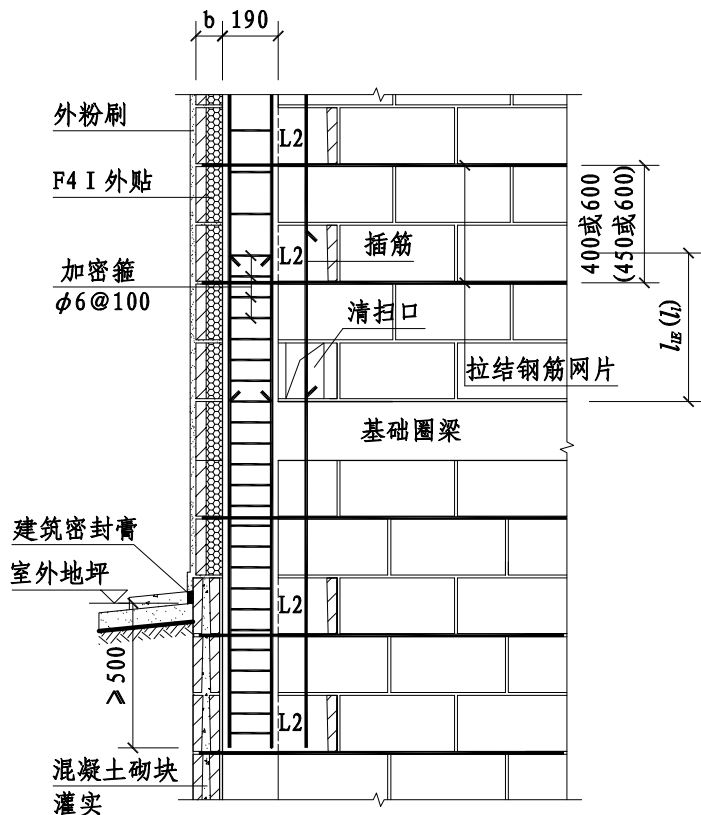 b 190
外粉刷
F4 I 外贴
加密箍
ϕ6@100
L2
L2
插筋
清扫口
400或600
(450或600)
lIE(ll)
拉结钢筋网片
基础圈梁
建筑密封膏
室外地坪
≥500
L2
L2
混凝土砌块
灌实